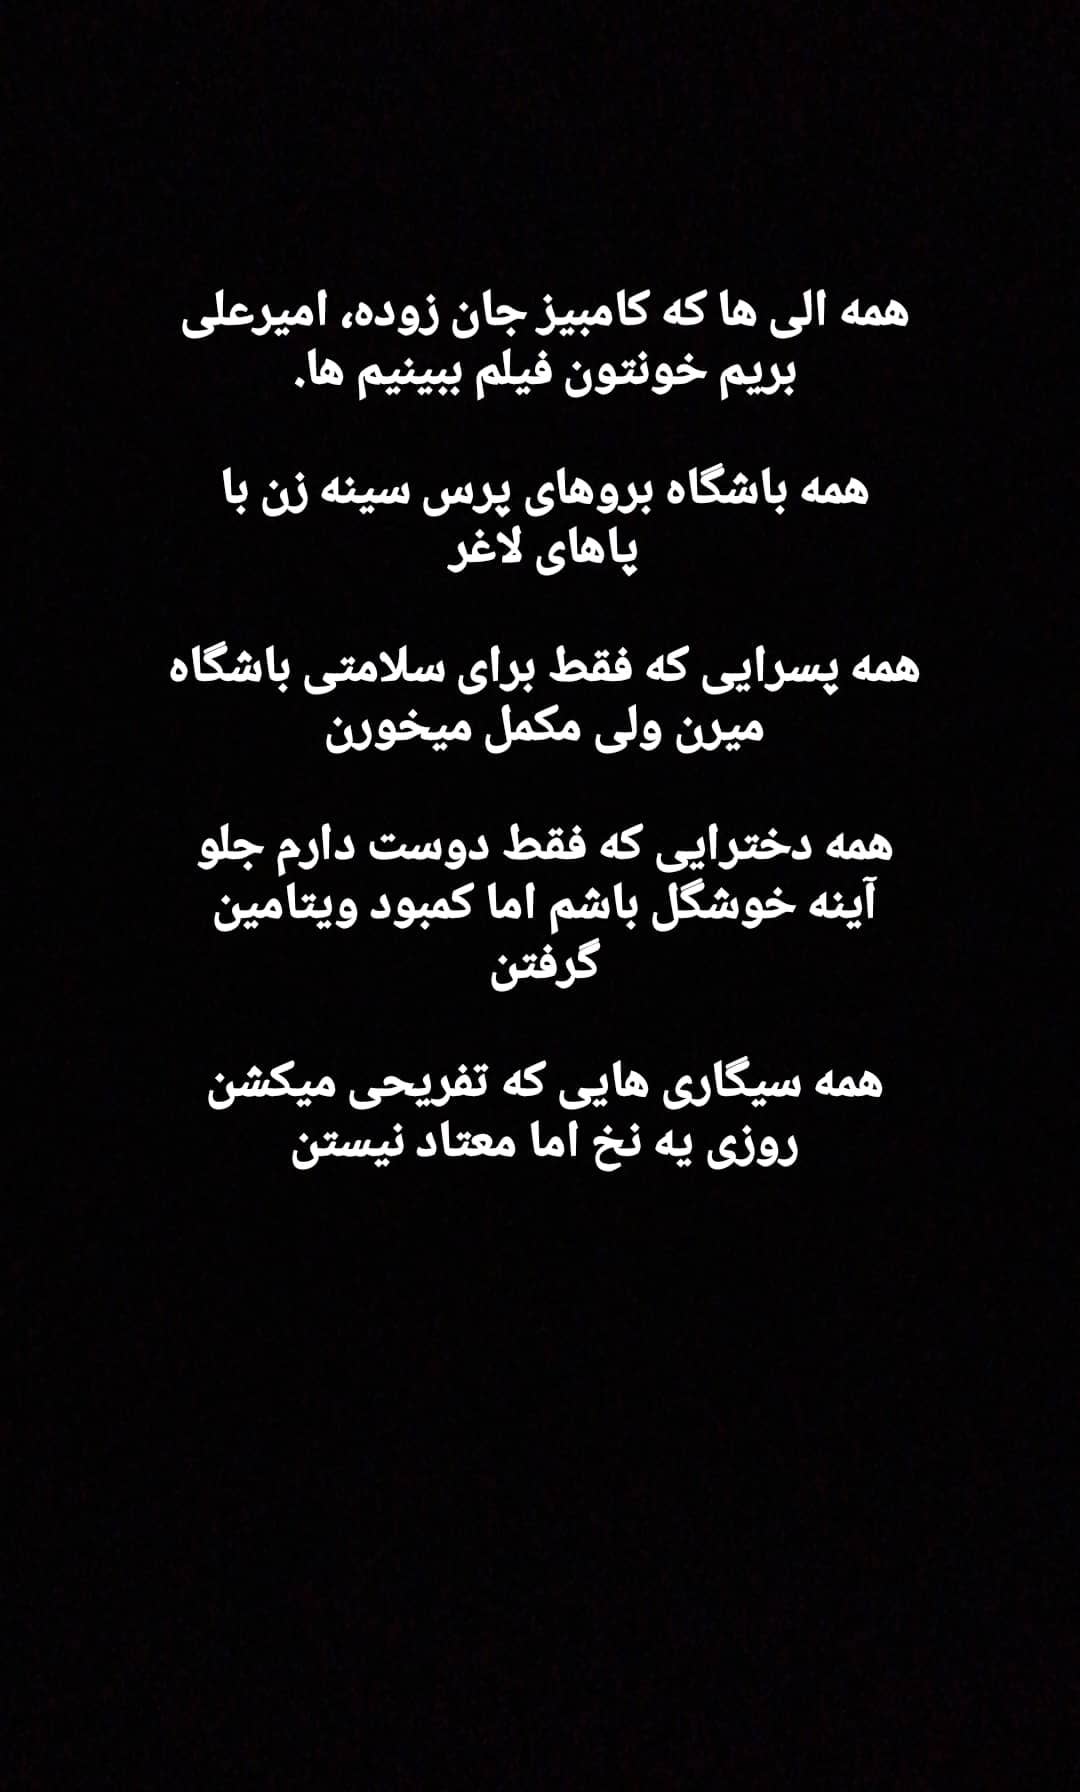 همه الی ها که کامبیز جان زوده، امیرعلی
بریم خونتون فیلم ببینیم ها.
همه باشگاه بروهای پرس سینه زن با
پاهای لاغر
همه پسرایی که فقط برای سلامتی باشگاه
میرن ولی مکمل میخورن
همه دخترایی که فقط دوست دارم جلو
آینه خوشگل باشم اما کمبود ویتامین
گرفتن
همه سیگاری هایی که تفریحی میکشن
روزی یه نخ اما معتاد نیستن